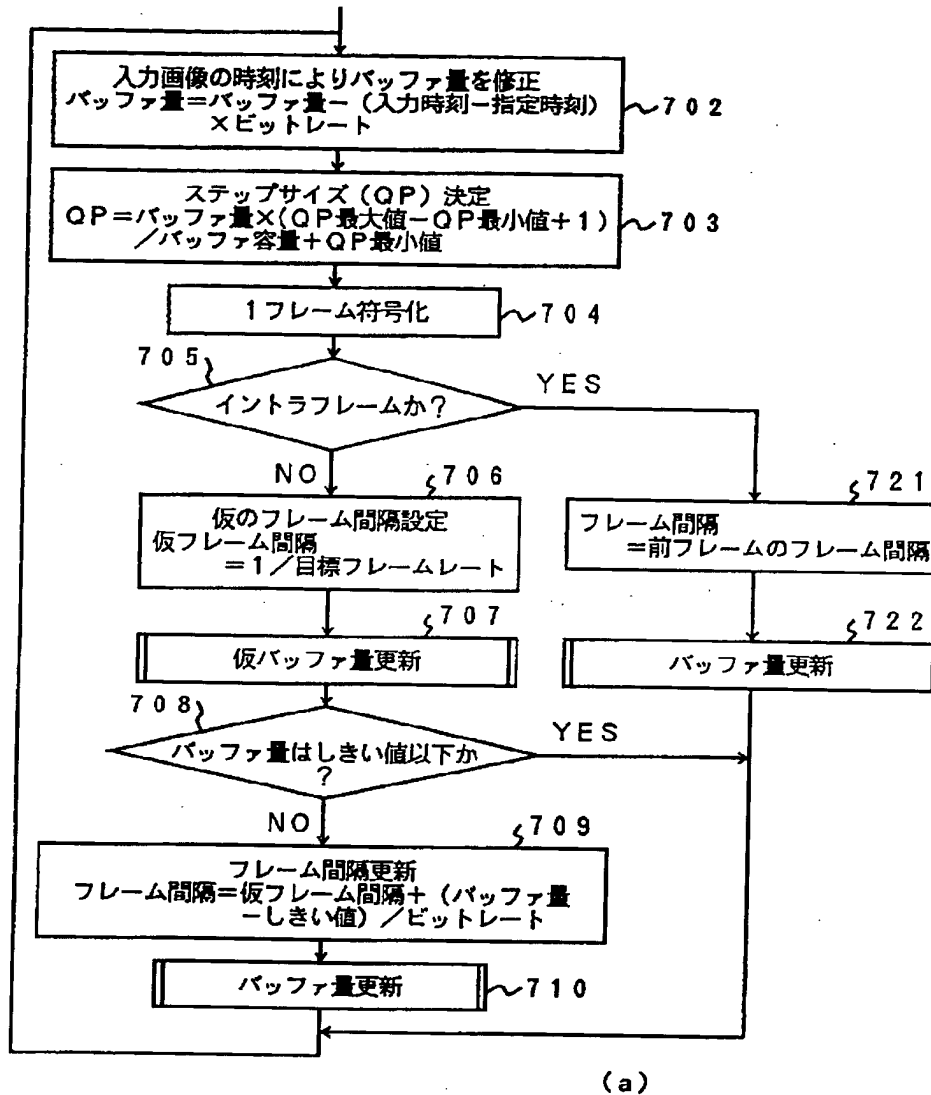 入力画像の時刻によりバッファ量を修正
バッファ量=バッファ量-(入力時刻-指定時刻)
×ビットレート
702
ステップサイズ(QP)決定
QP=バッファ量×(QP最大値-QP最小値+1)
/バッファ容量+QP最小値
703
1フレーム符号化
704
705
イントラフレームか?
YES
NO
706
仮のフレーム間隔設定
仮フレーム間隔
=1/目標フレームレート
721
フレーム間隔
=前フレームのフレーム間隔
707
仮バッファ量更新
722
バッファ量更新
708
バッファ量はしきい値以下か
?
YES
NO
709
フレーム間隔更新
フレーム間隔=仮フレーム間隔+(バッファ量
-しきい値)/ビットレート
バッファ量更新
710
(a)